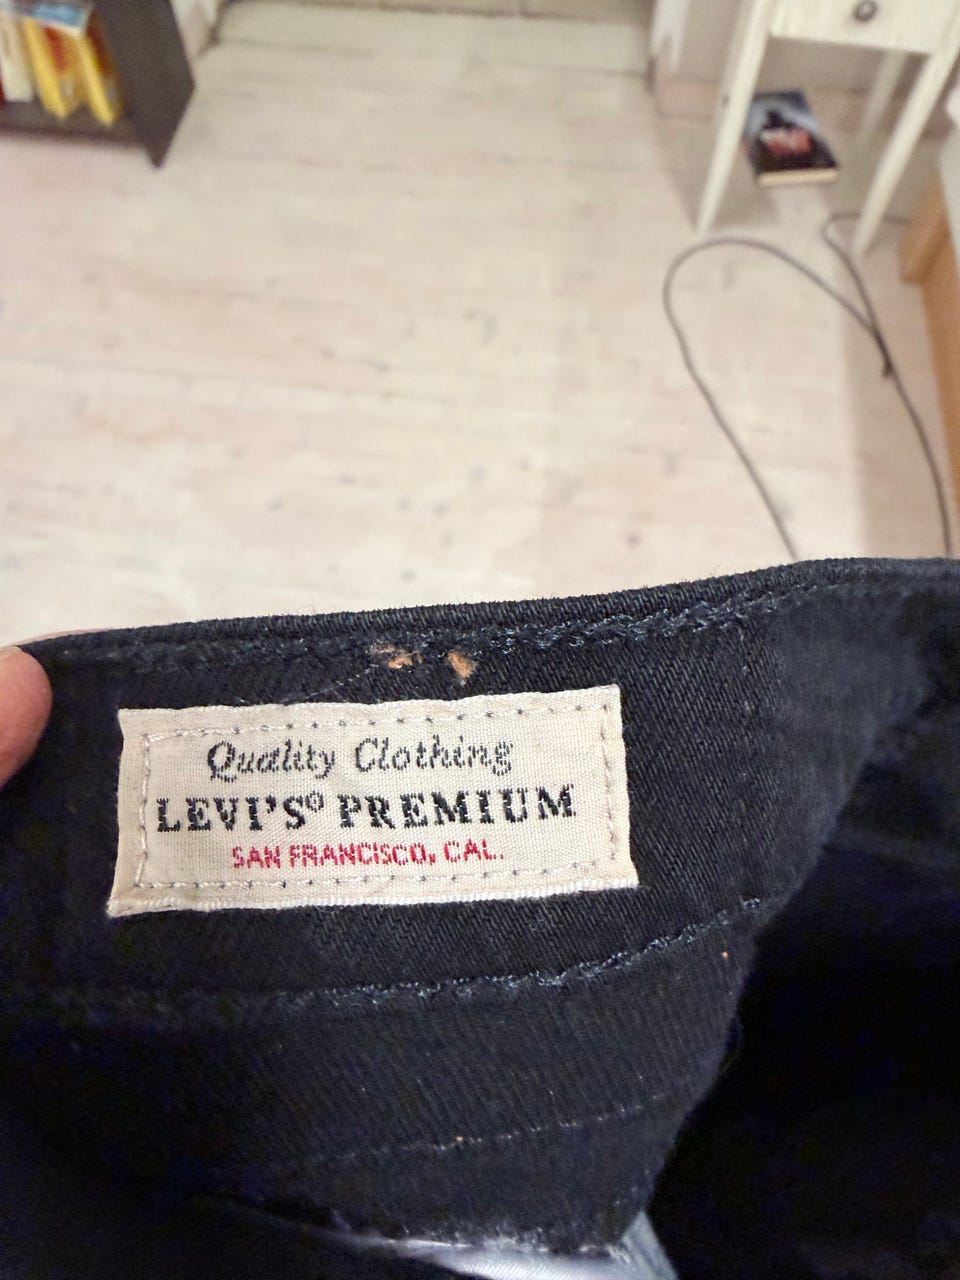 Quality Clothing
LEVI'S® PREMIUM
SAN FRANCISCO, CAL.